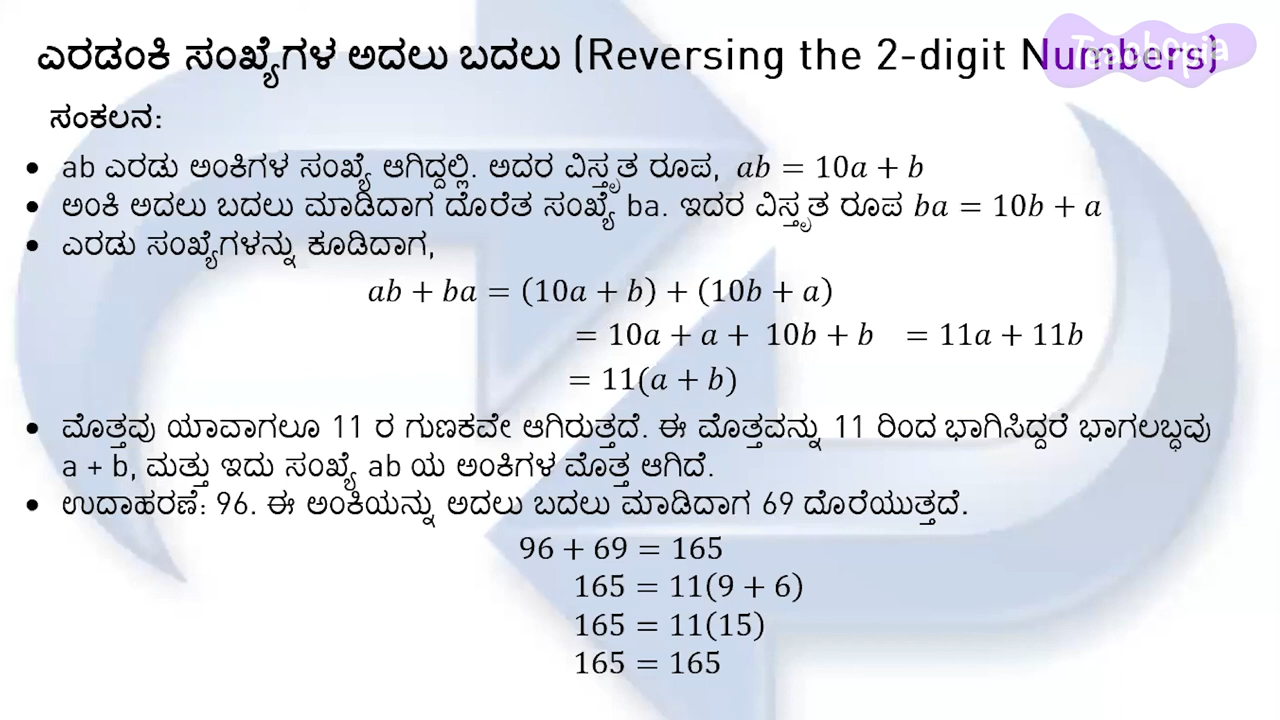 ಎರಡಂಕಿ ಸಂಖ್ಯೆಗಳ ಅದಲು ಬದಲು (Reversing the 2-digit Numbers)
Teachopia
ಸಂಕಲನ:
• ab ಎರಡು ಅಂಕಿಗಳ ಸಂಖ್ಯೆ ಆಗಿದ್ದಲ್ಲಿ. ಅದರ ವಿಸ್ತೃತ ರೂಪ, ab = 10a + b
• ಅಂಕಿ ಅದಲು ಬದಲು ಮಾಡಿದಾಗ ದೊರೆತ ಸಂಖ್ಯೆ ba. ಇದರ ವಿಸ್ತೃತ ರೂಪ ba = 10b + a
• ಎರಡು ಸಂಖ್ಯೆಗಳನ್ನು ಕೂಡಿದಾಗ,
ab + ba = (10a + b) + (10b + a)
= 10a + a + 10b + b = 11a + 11b
= 11(a + b)
• ಮೊತ್ತವು ಯಾವಾಗಲೂ 11 ರ ಗುಣಕವೇ ಆಗಿರುತ್ತದೆ. ಈ ಮೊತ್ತವನ್ನು 11 ರಿಂದ ಭಾಗಿಸಿದ್ದರೆ ಭಾಗಲಬ್ಧವು
a + b, ಮತ್ತು ಇದು ಸಂಖ್ಯೆ ab ಯ ಅಂಕಿಗಳ ಮೊತ್ತ ಆಗಿದೆ.
• ಉದಾಹರಣೆ: 96. ಈ ಅಂಕಿಯನ್ನು ಅದಲು ಬದಲು ಮಾಡಿದಾಗ 69 ದೊರೆಯುತ್ತದೆ.
96 + 69 = 165
165 = 11(9 + 6)
165 = 11(15)
165 = 165